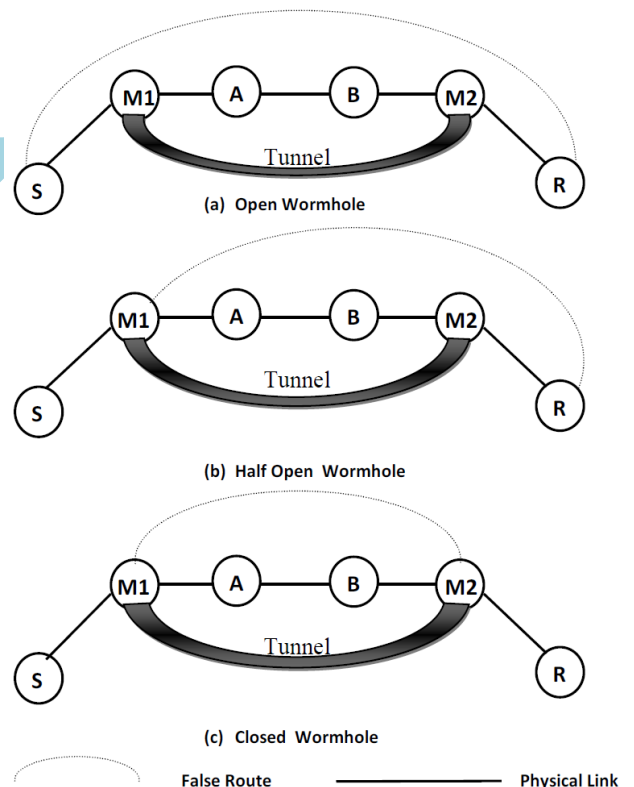 M1 A B M2
Tunnel
S R
(a) Open Wormhole
M1 A B M2
Tunnel
S R
(b) Half Open Wormhole
M1 A B M2
Tunnel
S R
(c) Closed Wormhole
False Route Physical Link